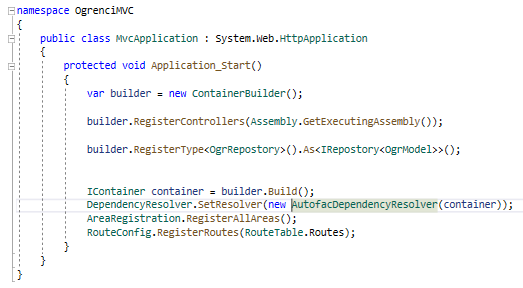 namespace OgrenciMVC
{
public class MvcApplication : System.Web.HttpApplication
{
protected void Application_Start()
{
var builder = new ContainerBuilder();
builder.RegisterControllers(Assembly.GetExecutingAssembly());
builder.RegisterType<OgrRepostory>().As<IRepostory<OgrModel>>();
IContainer container = builder.Build();
DependencyResolver.SetResolver(new AutofacDependencyResolver(container));
AreaRegistration.RegisterAllAreas();
RouteConfig.RegisterRoutes(RouteTable.Routes);
}
}
}